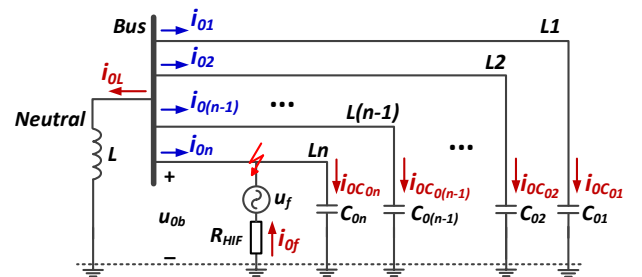 Bus
i01
L1
i02
L2
i0L
Neutral
i0(n-1)
...
L(n-1)
...
L
i0n
Ln
+
u0b
−
uf
RHIF
i0f
i0C0n
C0n
i0C0(n-1)
C0(n-1)
i0C02
C02
i0C01
C01